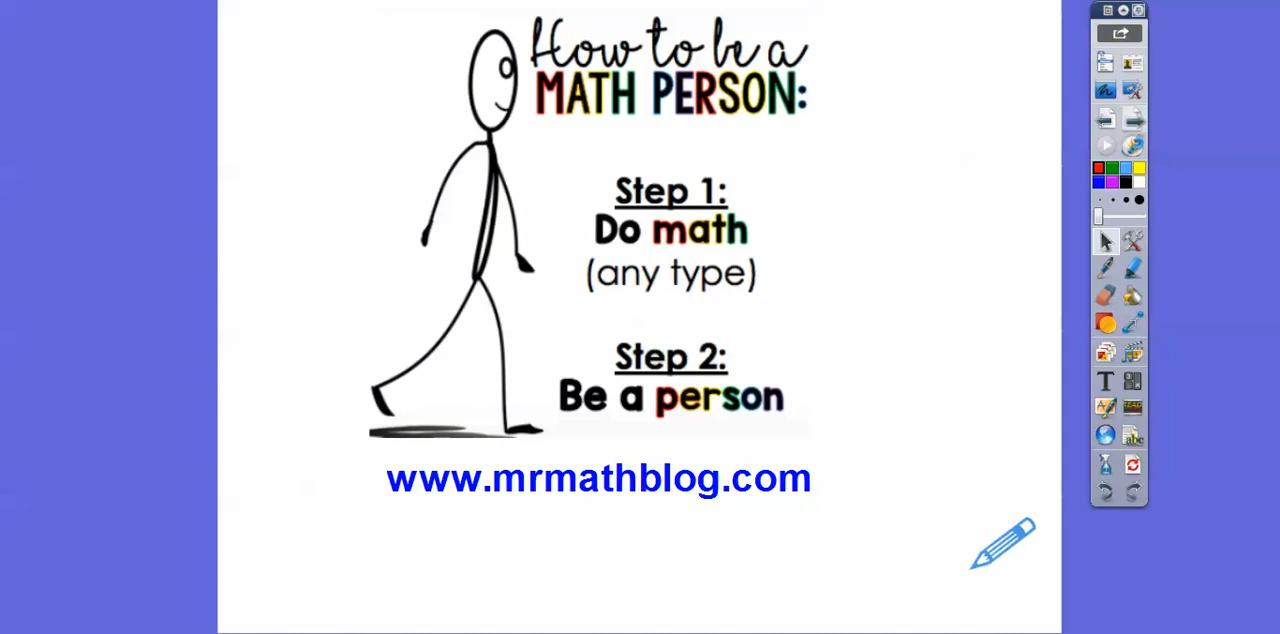 How to be a
MATH PERSON:
Step 1:
Do math
(any type)
Step 2:
Be a person
www.mrmathblog.com